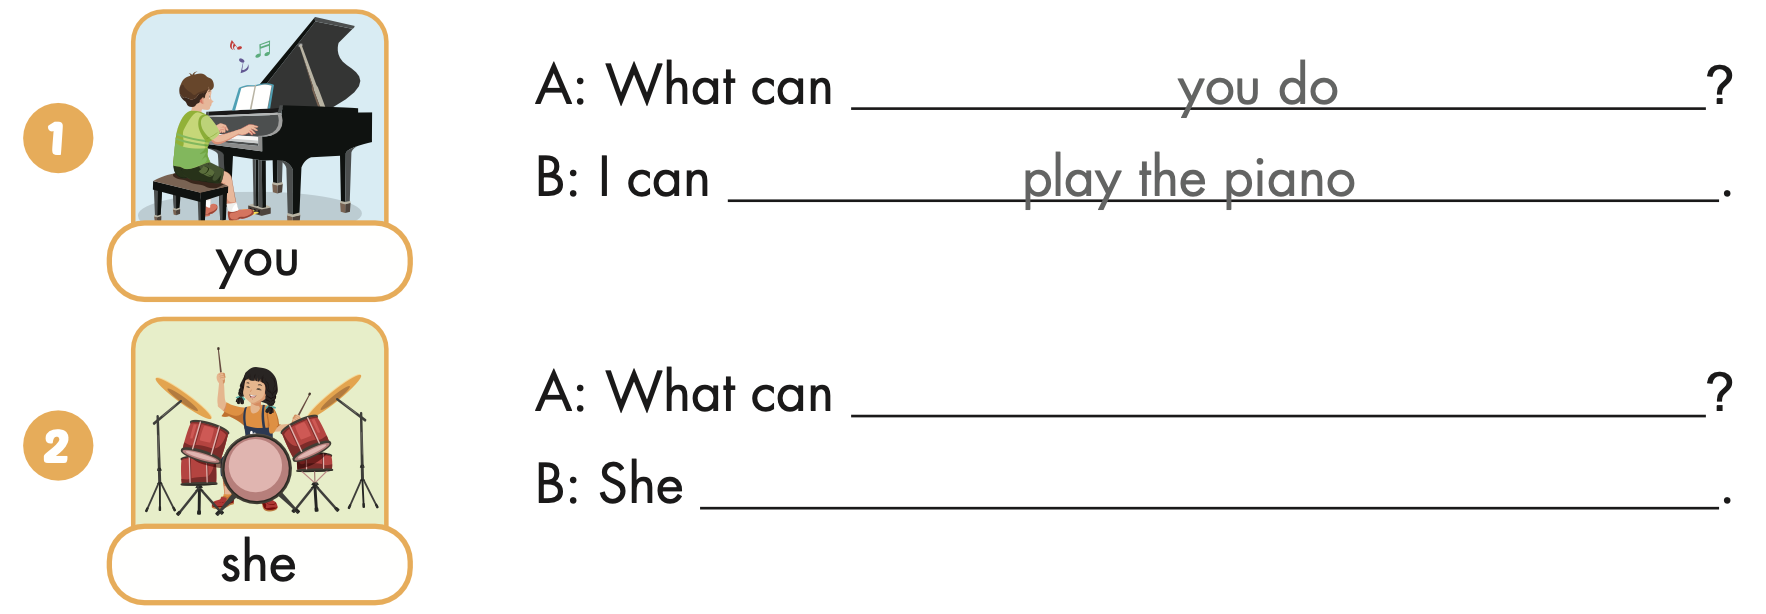 1
A: What can you do ?
B: I can play the piano .
you
2
A: What can ?
B: She .
she